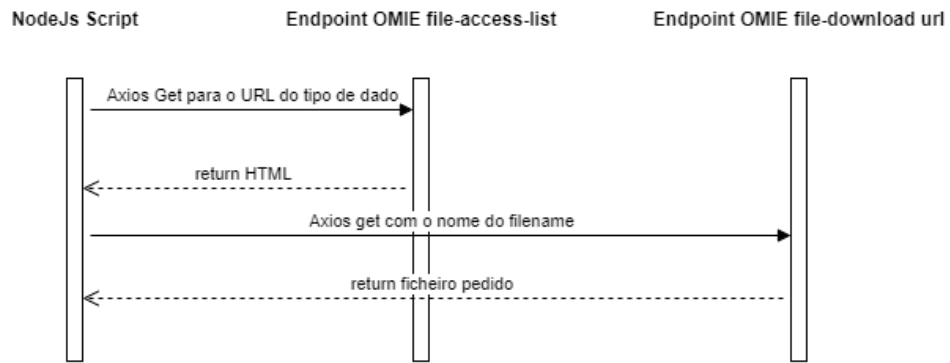 NodeJs Script
Endpoint OMIE file-access-list
Endpoint OMIE file-download url
Axios Get para o URL do tipo de dado
return HTML
Axios get com o nome do filename
return ficheiro pedido